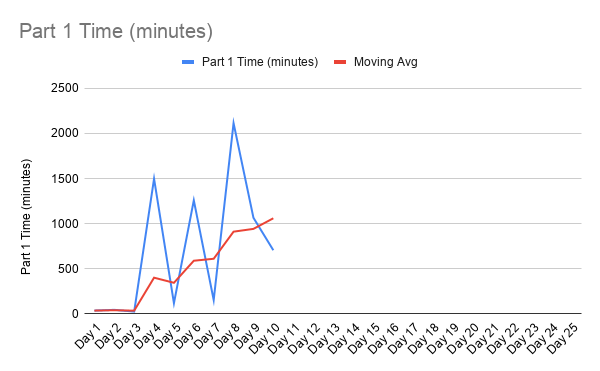 Part 1 Time (minutes)
Part 1 Time (minutes) Moving Avg
Part 1 Time (minutes)
2500
2000
1500
1000
500
0
Day 1 Day 2 Day 3 Day 4 Day 5 Day 6 Day 7 Day 8 Day 9 Day 10 Day 11 Day 12 Day 13 Day 14 Day 15 Day 16 Day 17 Day 18 Day 19 Day 20 Day 21 Day 22 Day 23 Day 24 Day 25